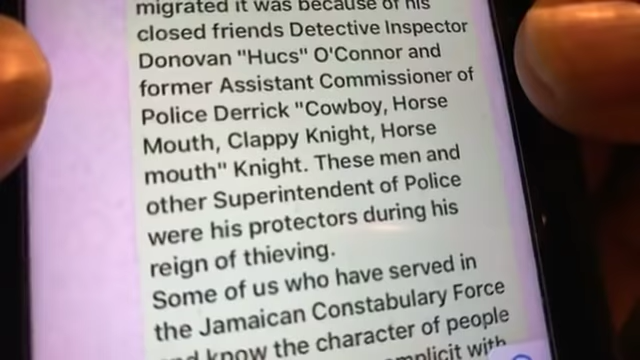 migrated it was because of his
closed friends Detective Inspector
Donovan "Hucs" O'Connor and
former Assistant Commissioner of
Police Derrick "Cowboy, Horse
Mouth, Clappy Knight, Horse
mouth" Knight. These men and
other Superintendent of Police
were his protectors during his
reign of thieving.
Some of us who have served in
the Jamaican Constabulary Force
know the character of people
with